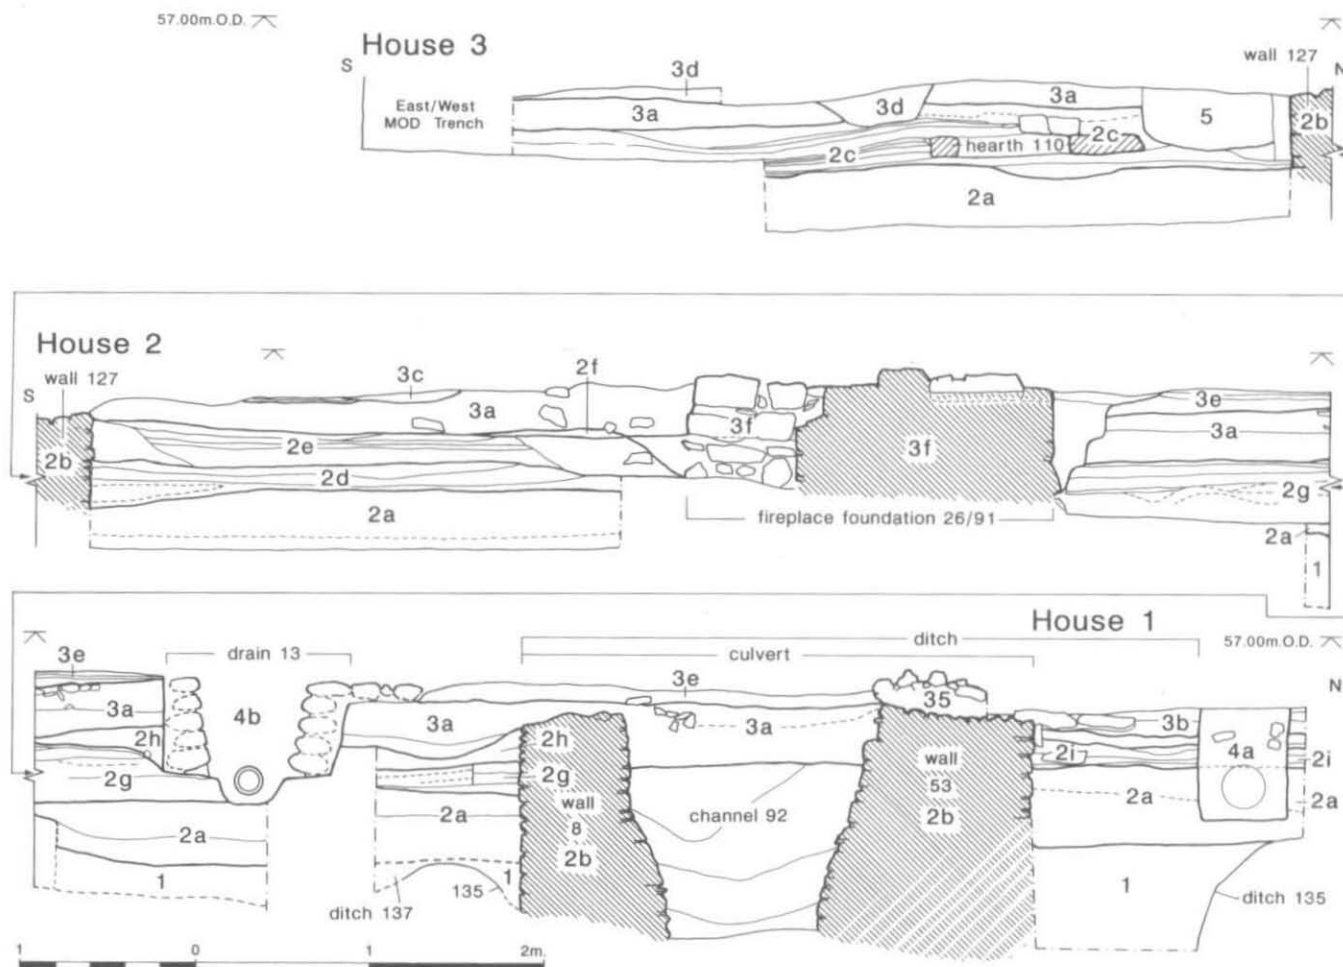 57.00m.O.D.
House 3
S
3d
wall 127
N
East/West
MOD Trench
3a
3d
3a
5
2b
2c
hearth 110
2c
2a
House 2
S
wall 127
3c
2f
3a
3e
3f
3a
2b
2e
3f
2d
2g
2a
fireplace foundation 26/91
2a
1
House 1
ditch
57.00m.O.D.
3e
drain 13
culvert
3e
35
N
3a
4b
3a
3a
3b
2h
2h
2i
4a
2i
2g
2g
wall
8
2b
wall
53
2b
2a
2a
channel 92
2a
2a
1
1
135
ditch 137
1
ditch 135
1 0 1 2m.